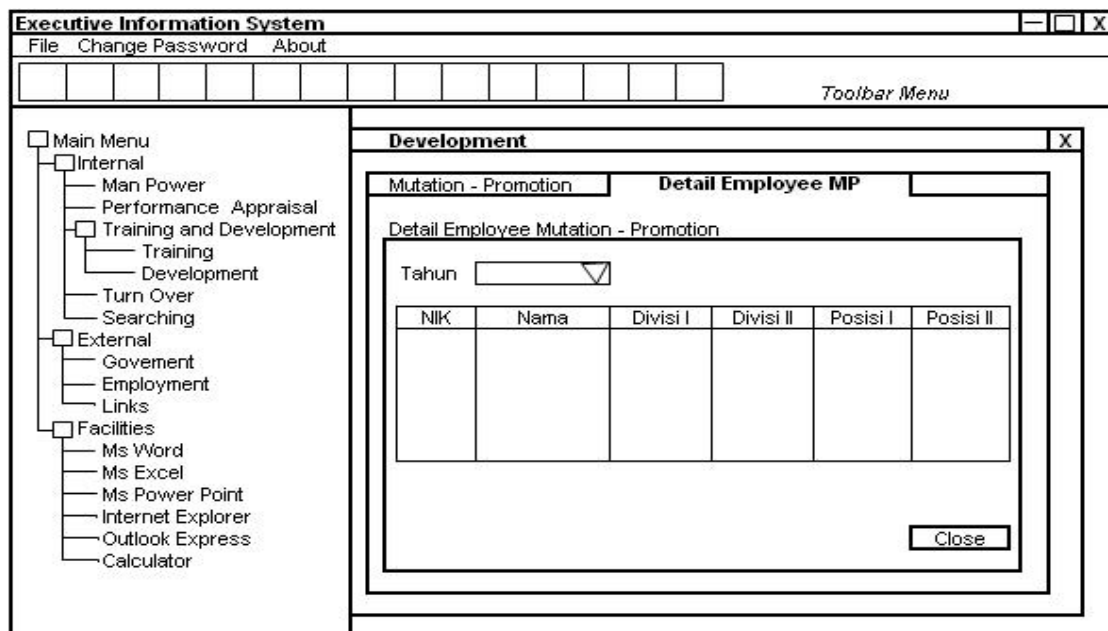 Executive Information System X
File Change Password About
Toolbar Menu
Main Menu
Internal
Man Power
Performance Appraisal
Training and Development
Training
Development
Turn Over
Searching
External
Govement
Employment
Links
Facilities
Ms Word
Ms Excel
Ms Power Point
Internet Explorer
Outlook Express
Calculator
Development X
Mutation - Promotion Detail Employee MP
Detail Employee Mutation - Promotion
Tahun
NIK Nama Divisi I Divisi II Posisi I Posisi II
Close